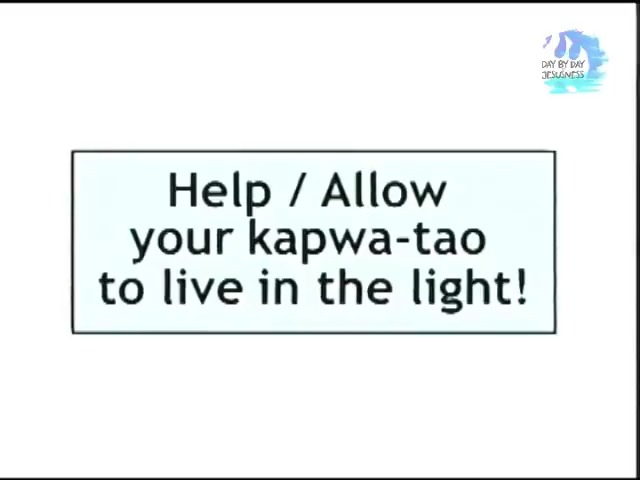 DAY BY DAY
JESUSNESS
Help / Allow
your kapwa-tao
to live in the light!